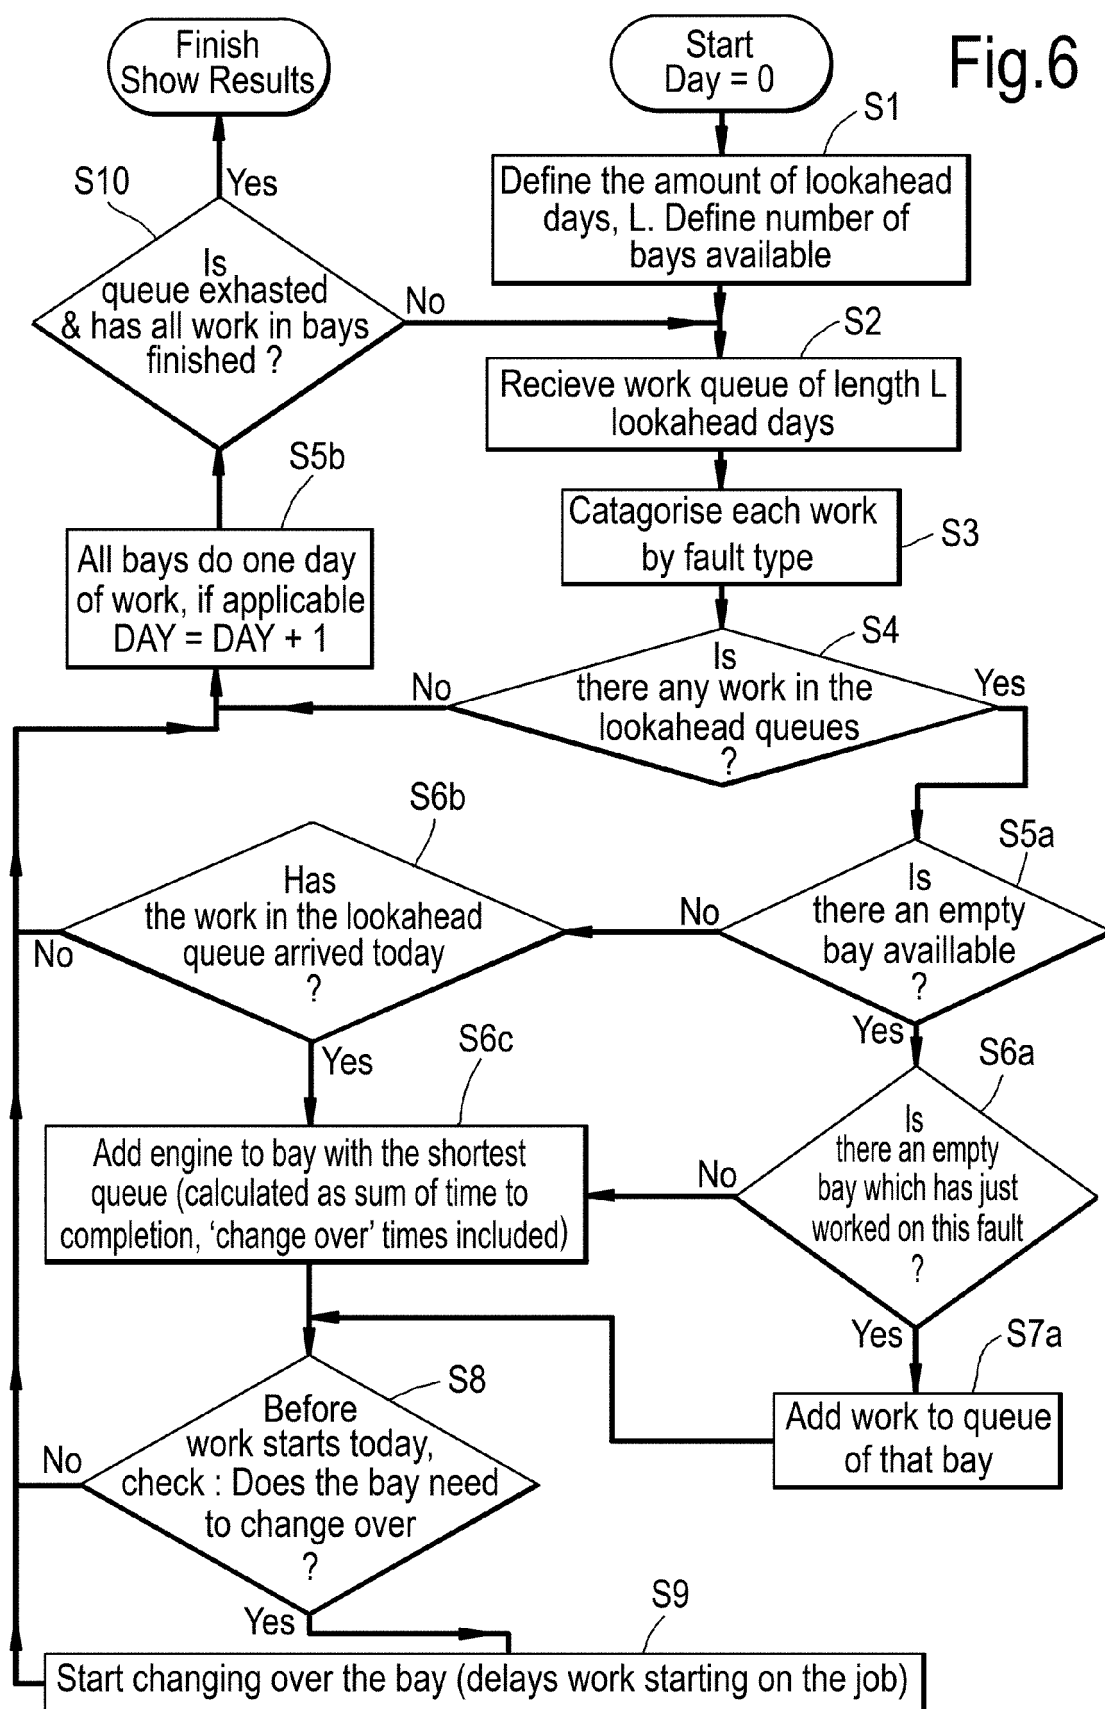 Finish
Show Results
Start
Day = 0
Fig.6
S1
Define the amount of lookahead
days, L. Define number of
bays available
S10
Yes
Is
queue exhasted
& has all work in bays
finished ?
No
S2
Recieve work queue of length L
lookahead days
S5b
All bays do one day
of work, if applicable
DAY = DAY + 1
Catagorise each work
by fault type
S3
S4
Is
there any work in the
lookahead queues
?
No
Yes
S6b
Has
the work in the lookahead
queue arrived today
?
No
Yes
S5a
Is
there an empty
bay availlable
?
No
Yes
S6c
Add engine to bay with the shortest
queue (calculated as sum of time to
completion, ‘change over’ times included)
S6a
Is
there an empty
bay which has just
worked on this fault
?
No
Yes
S7a
Add work to queue
of that bay
S8
Before
work starts today,
check : Does the bay need
to change over
?
No
Yes
S9
Start changing over the bay (delays work starting on the job)